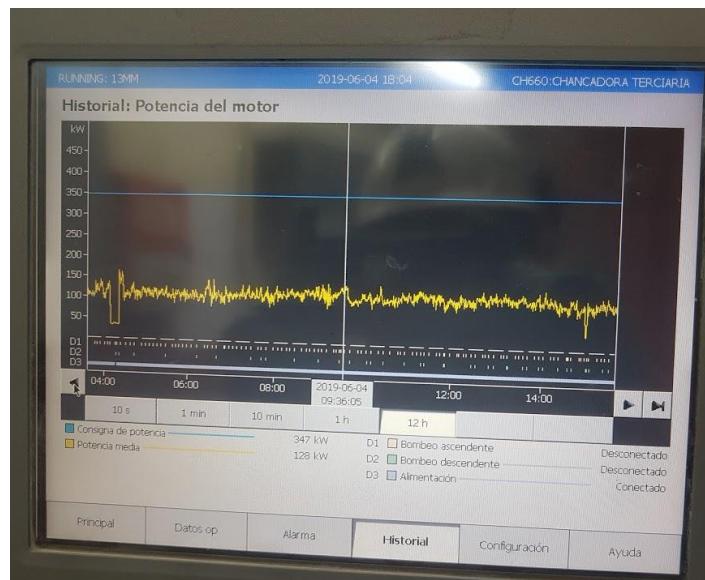 RUNNING: 13MM 2019-06-04 18:04 CH660:CHANCADORA TERCIARIA
Historial: Potencia del motor
kW
450
400
350
300
250
200
150
100
50
D1
D2
D3
04:00 06:00 08:00 2019-06-04 09:36:05 12:00 14:00
10 s 1 min 10 min 1 h 12 h
Consigna de potencia 347 kW D1 Bombeo ascendente Desconectado
Potencia media 128 kW D2 Bombeo descendente Desconectado
D3 Alimentación Conectado
Principal Datos op Alarma Historial Configuración Ayuda